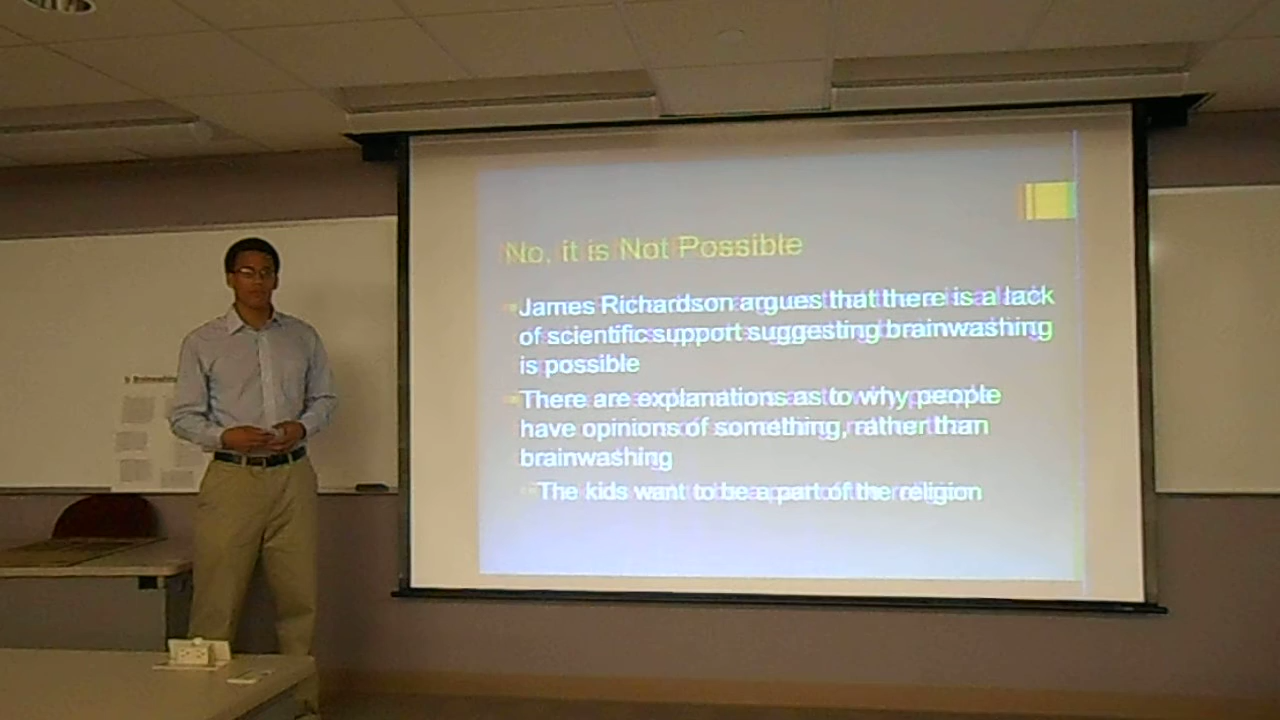 Brainwashing
No, it is Not Possible
James Richardson argues that there is a lack
of scientific support suggesting brainwashing
is possible
There are explanations as to why people
have opinions of something, rather than
brainwashing
The kids want to be a part of the religion